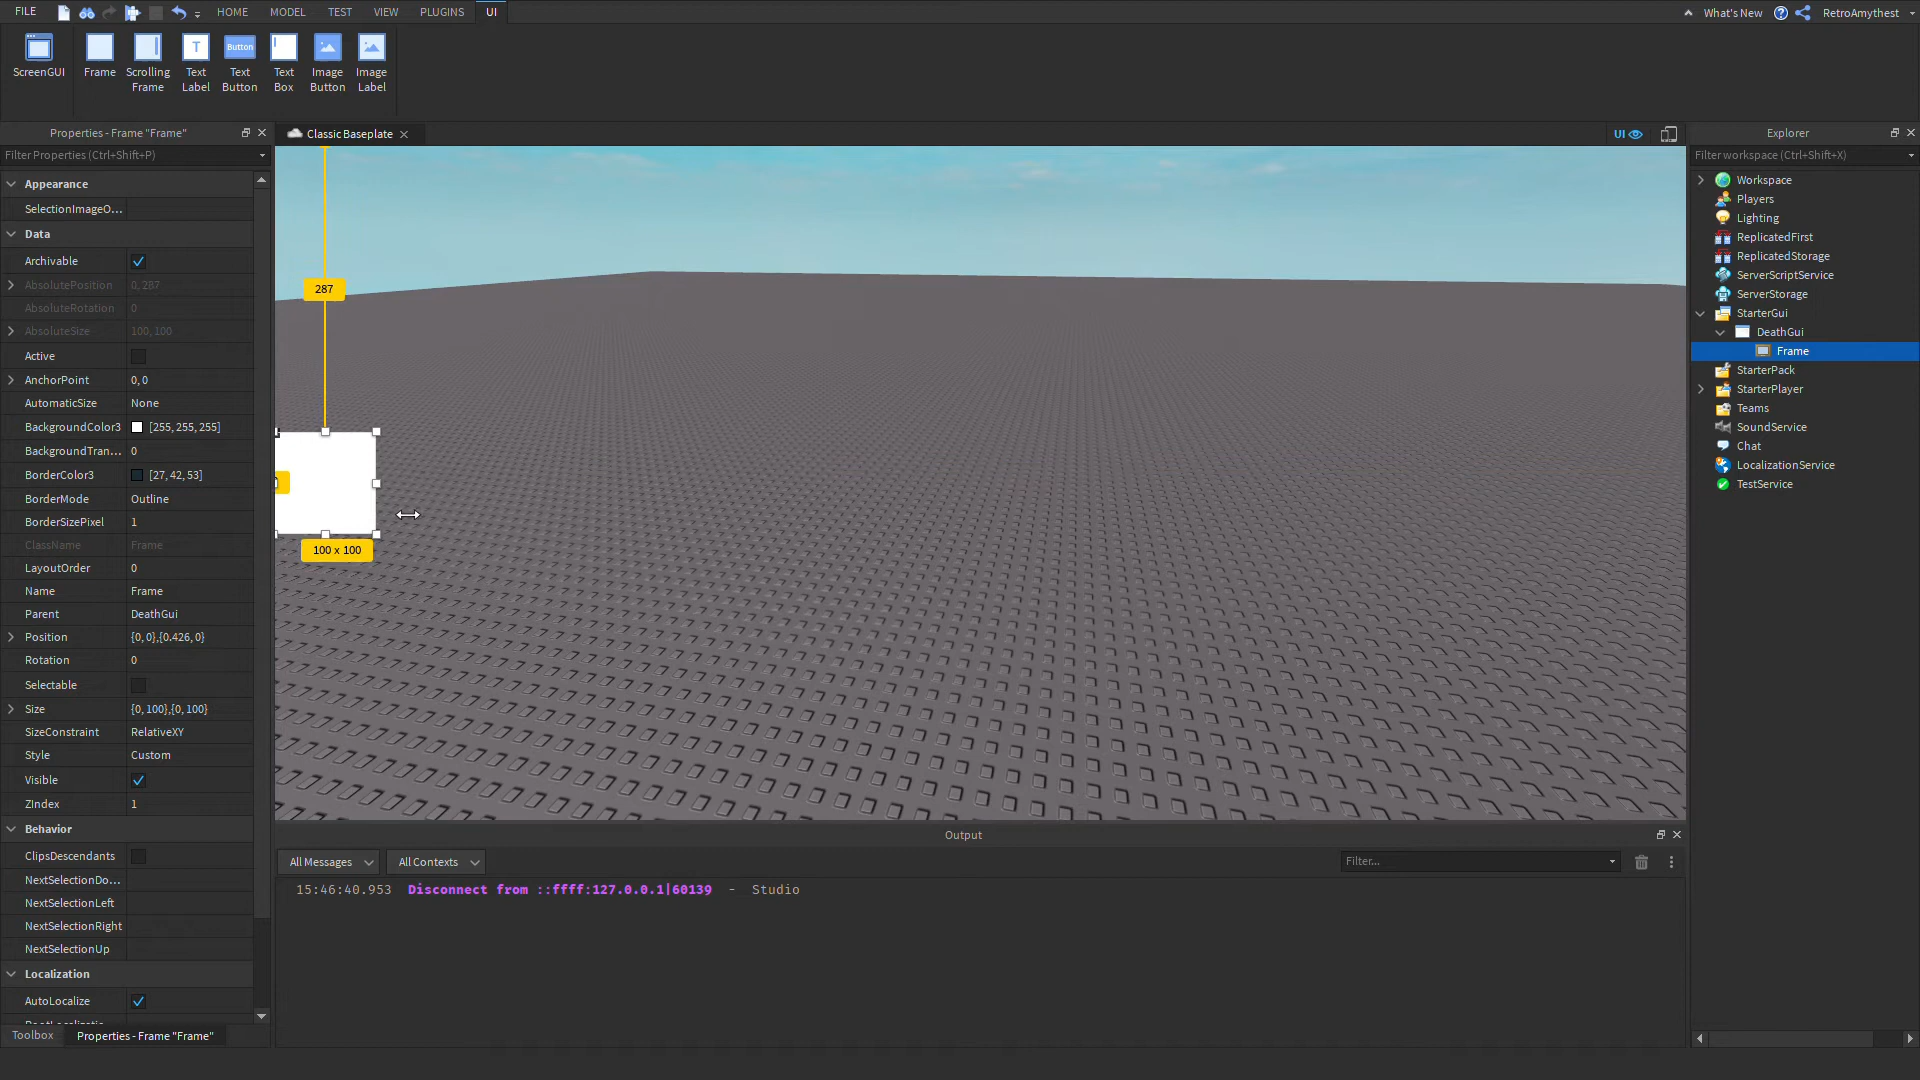 FILE
HOME
MODEL
TEST
VIEW
PLUGINS
UI
What's New
RetroAmythest
ScreenGUI
Frame
Scrolling
Frame
Text
Label
Button
Text
Button
Text
Box
Image
Button
Image
Label
Properties - Frame "Frame"
Filter Properties (Ctrl+Shift+P)
Appearance
SelectionImageO...
Data
Archivable
AbsolutePosition 0, 287
AbsoluteRotation 0
AbsoluteSize 100, 100
Active
AnchorPoint 0, 0
AutomaticSize None
BackgroundColor3 [255, 255, 255]
BackgroundTran... 0
BorderColor3 [27, 42, 53]
BorderMode Outline
BorderSizePixel 1
ClassName Frame
LayoutOrder 0
Name Frame
Parent DeathGui
Position {0, 0},{0.426, 0}
Rotation 0
Selectable
Size {0, 100},{0, 100}
SizeConstraint RelativeXY
Style Custom
Visible
ZIndex 1
Behavior
ClipsDescendants
NextSelectionDo...
NextSelectionLeft
NextSelectionRight
NextSelectionUp
Localization
AutoLocalize
Toolbox
Properties - Frame "Frame"
Classic Baseplate
UI
287
100 x 100
Output
All Messages
All Contexts
Filter...
15:46:40.953 Disconnect from ::ffff:127.0.0.1|60139 - Studio
Explorer
Filter workspace (Ctrl+Shift+X)
Workspace
Players
Lighting
ReplicatedFirst
ReplicatedStorage
ServerScriptService
ServerStorage
StarterGui
DeathGui
Frame
StarterPack
StarterPlayer
Teams
SoundService
Chat
LocalizationService
TestService